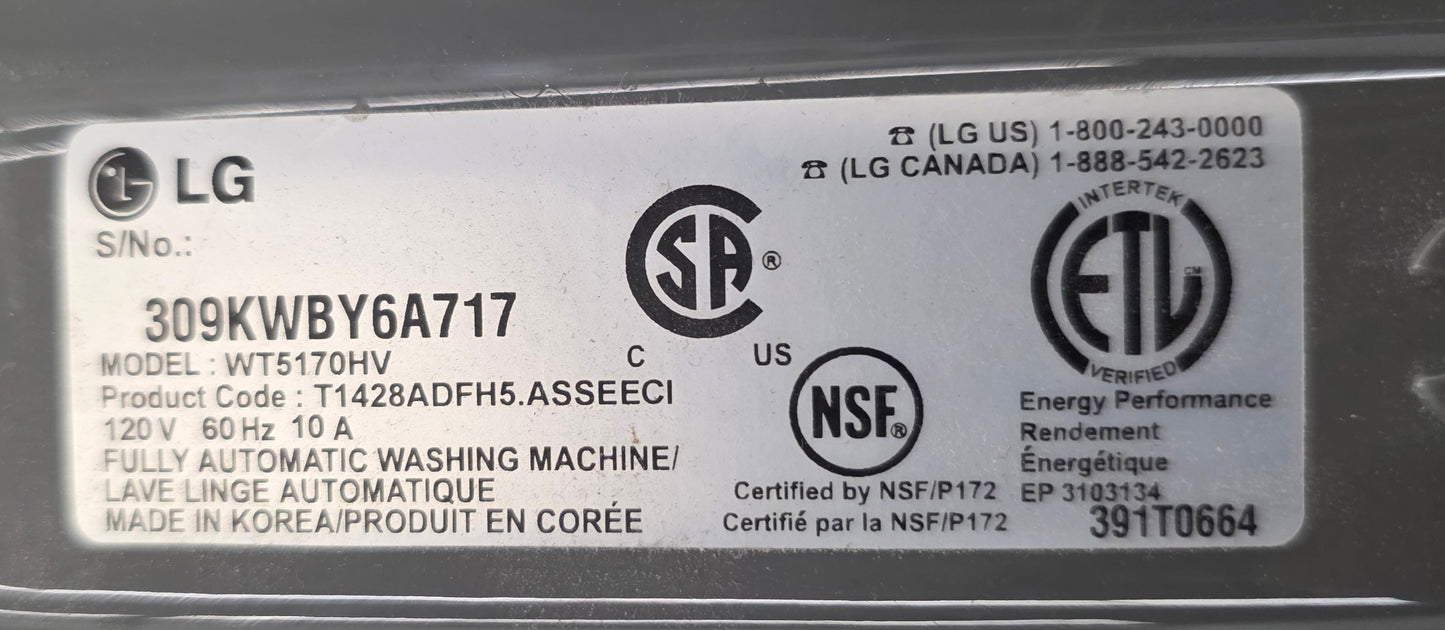 LG
☎ (LG US) 1-800-243-0000
☎ (LG CANADA) 1-888-542-2623
S/No.:
309KWBY6A717
MODEL : WT5170HV
Product Code : T1428ADFH5.ASSEECI
120 V 60 Hz 10 A
FULLY AUTOMATIC WASHING MACHINE/
LAVE LINGE AUTOMATIQUE
MADE IN KOREA/PRODUIT EN CORÉE
CSA ®
C US
NSF®
Certified by NSF/P172
Certifié par la NSF/P172
INTERTEK
ETL CM
VERIFIED
Energy Performance
Rendement
Énergétique
EP 3103134
391T0664